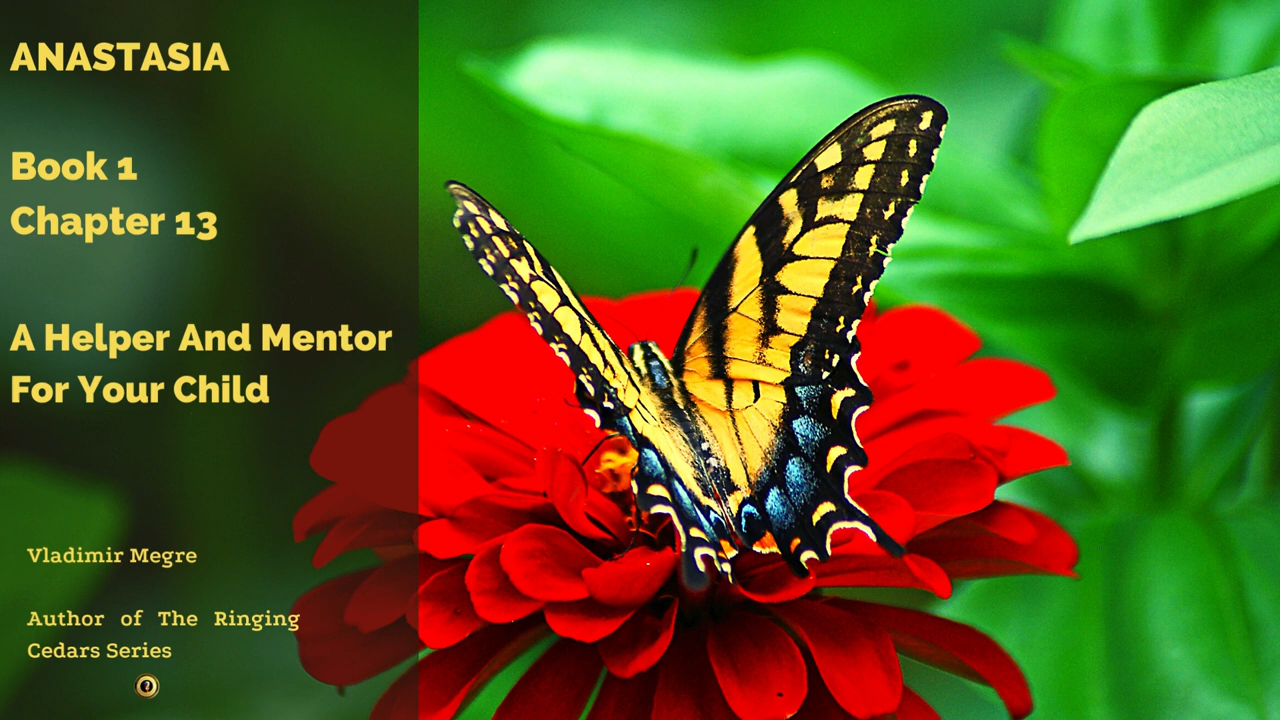 ANASTASIA
Book 1
Chapter 13
A Helper And Mentor
For Your Child
Vladimir Megre
Author of The Ringing
Cedars Series
?